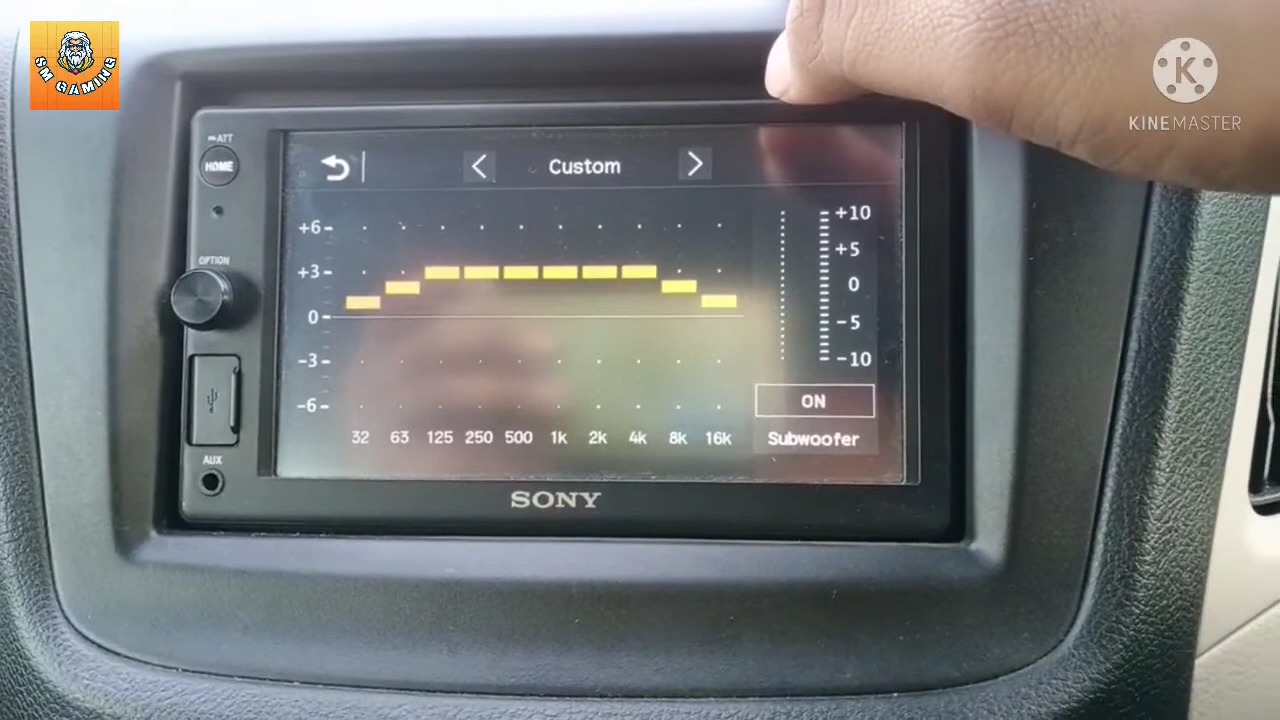 SM GAMING
KINEMASTER
ATT
HOME
Custom
OPTION
AUX
+6
+3
0
-3
-6
32 63 125 250 500 1k 2k 4k 8k 16k
+10
+5
0
-5
-10
ON
Subwoofer
SONY